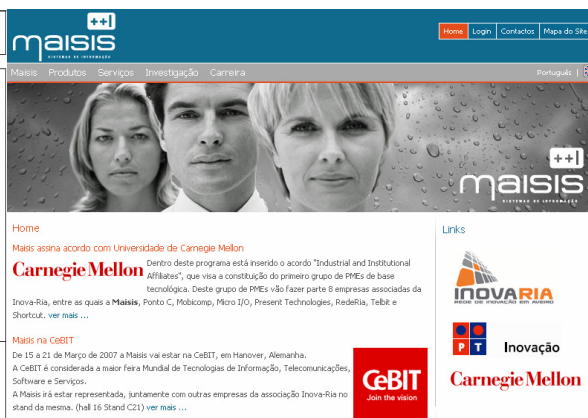 maisis
SISTEMAS DE INFORMAÇÃO
Home Login Contactos Mapa do Site
Maisis Produtos Serviços Investigação Carreira
Português |
maisis
SISTEMAS DE INFORMAÇÃO
Home
Maisis assina acordo com Universidade de Carnegie Mellon
Carnegie Mellon
Dentro deste programa está inserido o acordo "Industrial and Institutional
Affiliates", que visa a constituição do primeiro grupo de PMEs de base
tecnológica. Deste grupo de PMEs vão fazer parte 8 empresas associadas da
Inova-Ria, entre as quais a Maisis, Ponto C, Mobicomp, Micro I/O, Present Technologies, RedeRia, Telbit e
Shortcut. ver mais ...
Maisis na CeBIT
De 15 a 21 de Março de 2007 a Maisis vai estar na CeBIT, em Hanover, Alemanha.
A CeBIT é considerada a maior feira Mundial de Tecnologias de Informação, Telecomunicações,
Software e Serviços.
A Maisis irá estar representada, juntamente com outras empresas da associação Inova-Ria no
stand da mesma. (hall 16 Stand C21) ver mais ...
CeBIT
Join the vision
Links
INOVARIA
REDE DE INOVAÇÃO EM AVEIRO
P T Inovação
Carnegie Mellon